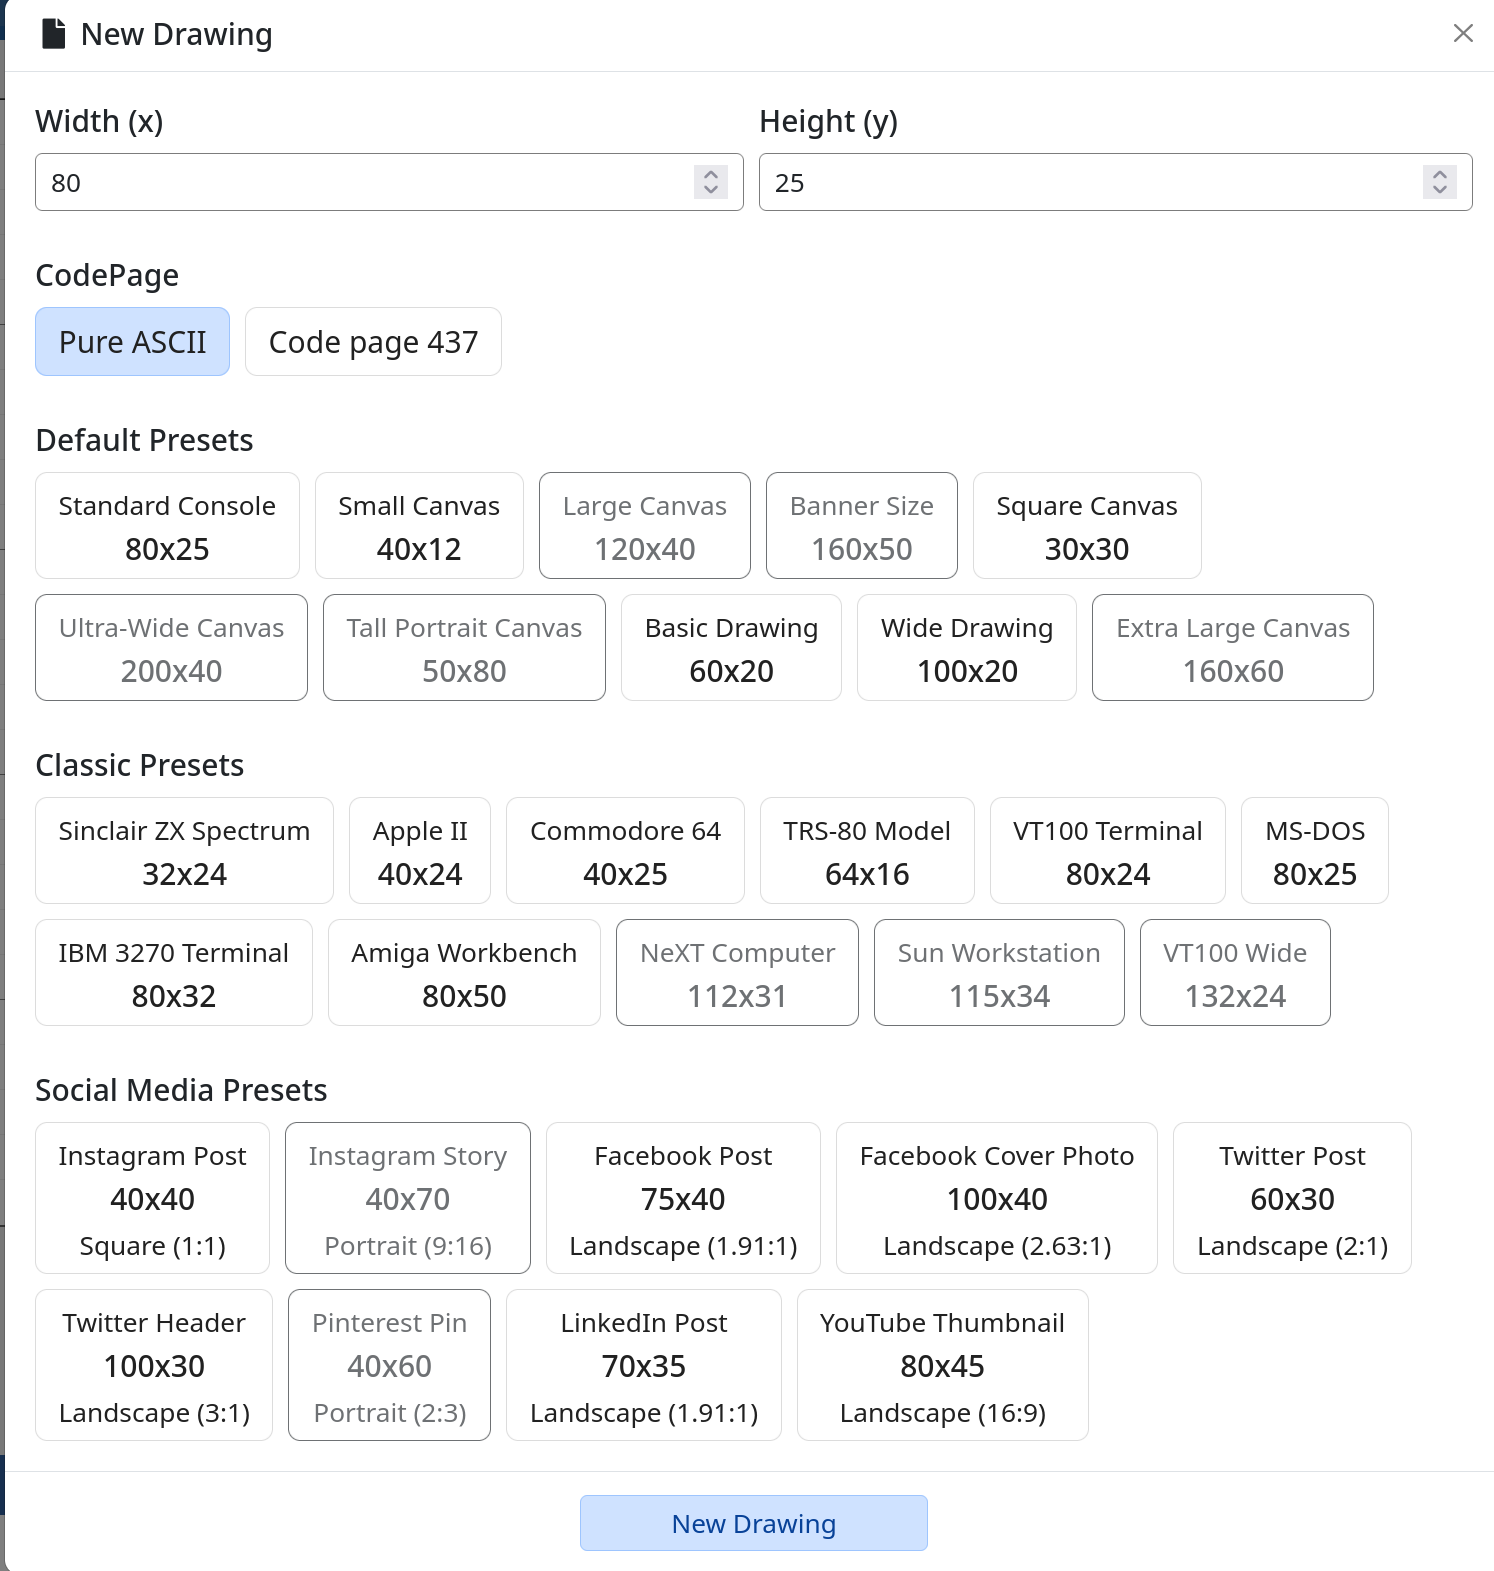 New Drawing
Width (x)
Height (y)
80
25
CodePage
Pure ASCII
Code page 437
Default Presets
Standard Console
80x25
Small Canvas
40x12
Large Canvas
120x40
Banner Size
160x50
Square Canvas
30x30
Ultra-Wide Canvas
200x40
Tall Portrait Canvas
50x80
Basic Drawing
60x20
Wide Drawing
100x20
Extra Large Canvas
160x60
Classic Presets
Sinclair ZX Spectrum
32x24
Apple II
40x24
Commodore 64
40x25
TRS-80 Model
64x16
VT100 Terminal
80x24
MS-DOS
80x25
IBM 3270 Terminal
80x32
Amiga Workbench
80x50
NeXT Computer
112x31
Sun Workstation
115x34
VT100 Wide
132x24
Social Media Presets
Instagram Post
40x40
Square (1:1)
Instagram Story
40x70
Portrait (9:16)
Facebook Post
75x40
Landscape (1.91:1)
Facebook Cover Photo
100x40
Landscape (2.63:1)
Twitter Post
60x30
Landscape (2:1)
Twitter Header
100x30
Landscape (3:1)
Pinterest Pin
40x60
Portrait (2:3)
LinkedIn Post
70x35
Landscape (1.91:1)
YouTube Thumbnail
80x45
Landscape (16:9)
New Drawing